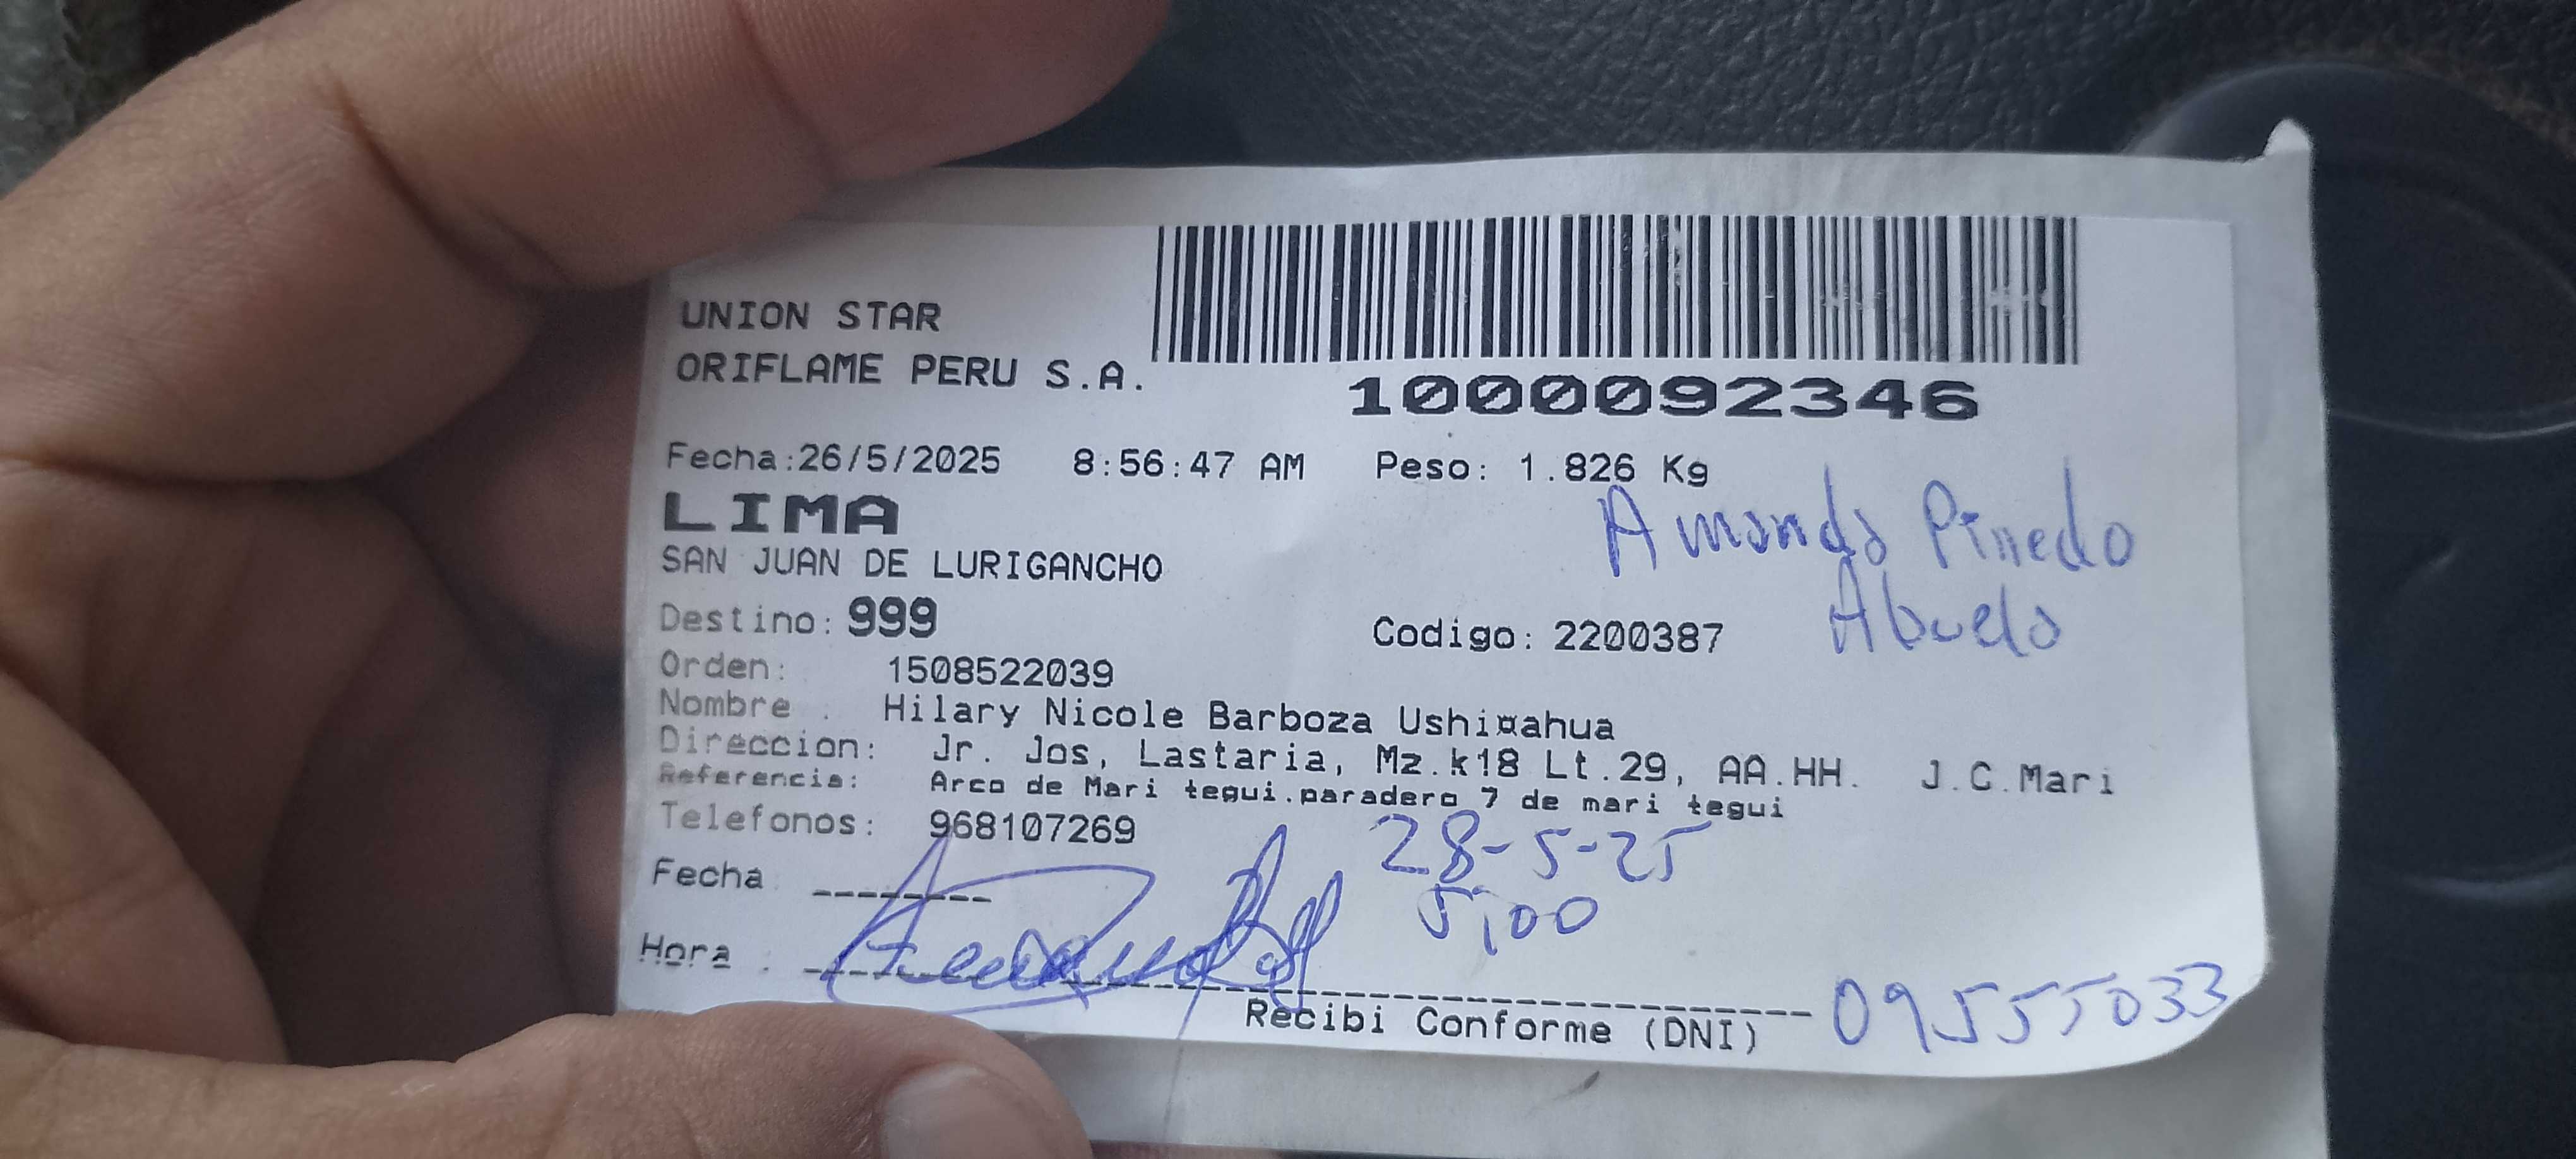 UNION STAR
ORIFLAME PERU S.A.
1000092346
Fecha:26/5/2025 8:56:47 AM Peso: 1.826 Kg
LIMA
SAN JUAN DE LURIGANCHO
Amando Pinedo
Abuelo
Destino: 999 Codigo: 2200387
Orden: 1508522039
Nombre : Hilary Nicole Barboza Ushi¤ahua
Direccion: Jr. Jos, Lastaria, Mz.k18 Lt.29, AA.HH. J.C.Mari
Referencia: Arco de Mari tegui.paradero 7 de mari tegui
Telefonos: 968107269
28-5-25
Fecha
5:00
Hora :
Recibi Conforme (DNI) 09555033